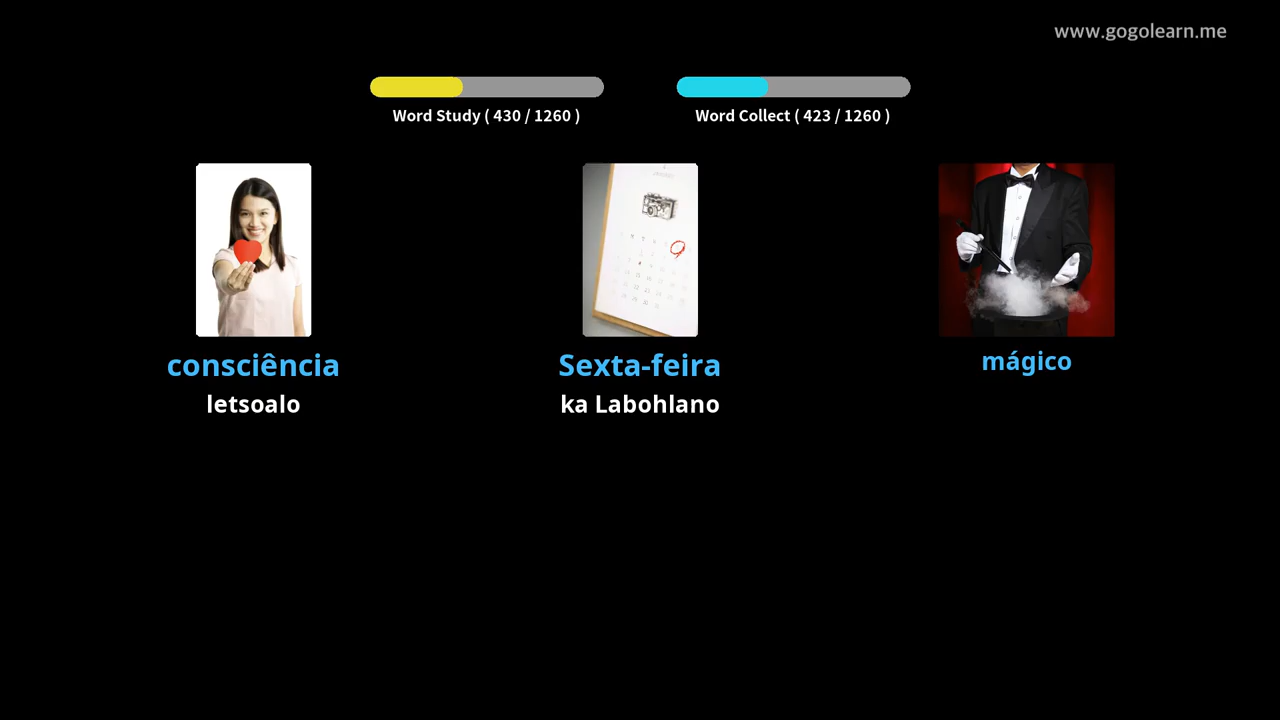 www.gogolearn.me
Word Study ( 430 / 1260 )
Word Collect ( 423 / 1260 )
consciência
letsoalo
Sexta-feira
ka Labohlano
mágico